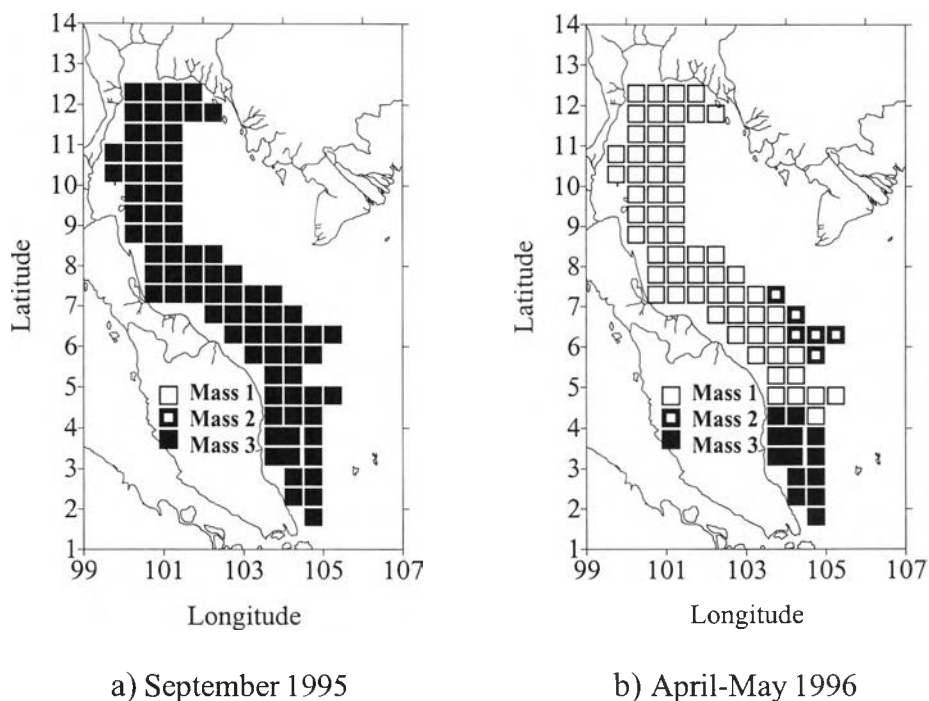 14
13
12
11
10
9
8
7
6
5
4
3
2
1
Latitude
Mass 1
Mass 2
Mass 3
99 101 103 105 107
Longitude
a) September 1995
14
13
12
11
10
9
8
7
6
5
4
3
2
1
Latitude
Mass 1
Mass 2
Mass 3
99 101 103 105 107
Longitude
b) April-May 1996